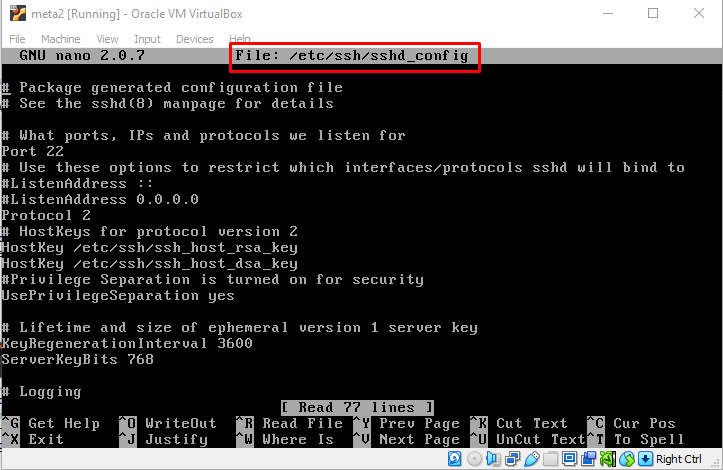 meta2 [Running] - Oracle VM VirtualBox
File Machine View Input Devices Help
GNU nano 2.0.7 File: /etc/ssh/sshd_config
# Package generated configuration file
# See the sshd(8) manpage for details
# What ports, IPs and protocols we listen for
Port 22
# Use these options to restrict which interfaces/protocols sshd will bind to
#ListenAddress ::
#ListenAddress 0.0.0.0
Protocol 2
# HostKeys for protocol version 2
HostKey /etc/ssh/ssh_host_rsa_key
HostKey /etc/ssh/ssh_host_dsa_key
#Privilege Separation is turned on for security
UsePrivilegeSeparation yes
# Lifetime and size of ephemeral version 1 server key
KeyRegenerationInterval 3600
ServerKeyBits 768
# Logging
[ Read 77 lines ]
^G Get Help ^O WriteOut ^R Read File ^Y Prev Page ^K Cut Text ^C Cur Pos
^X Exit ^J Justify ^W Where Is ^V Next Page ^U UnCut Text ^T To Spell
Right Ctrl